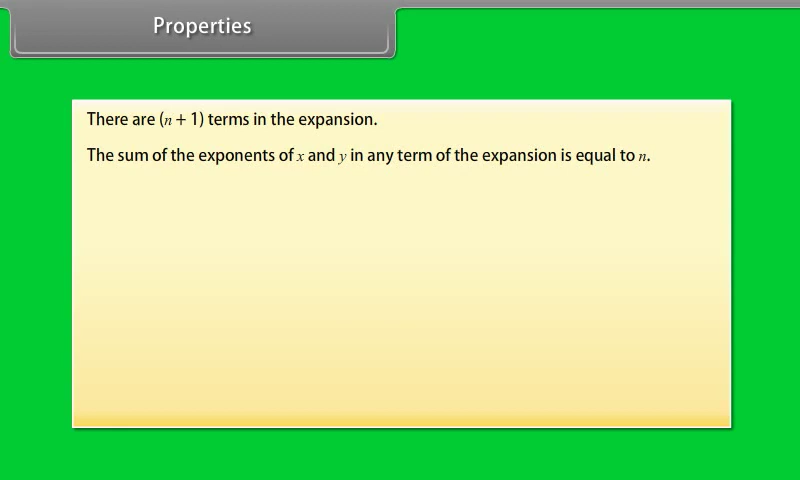 Properties
There are (n + 1) terms in the expansion.
The sum of the exponents of x and y in any term of the expansion is equal to n.